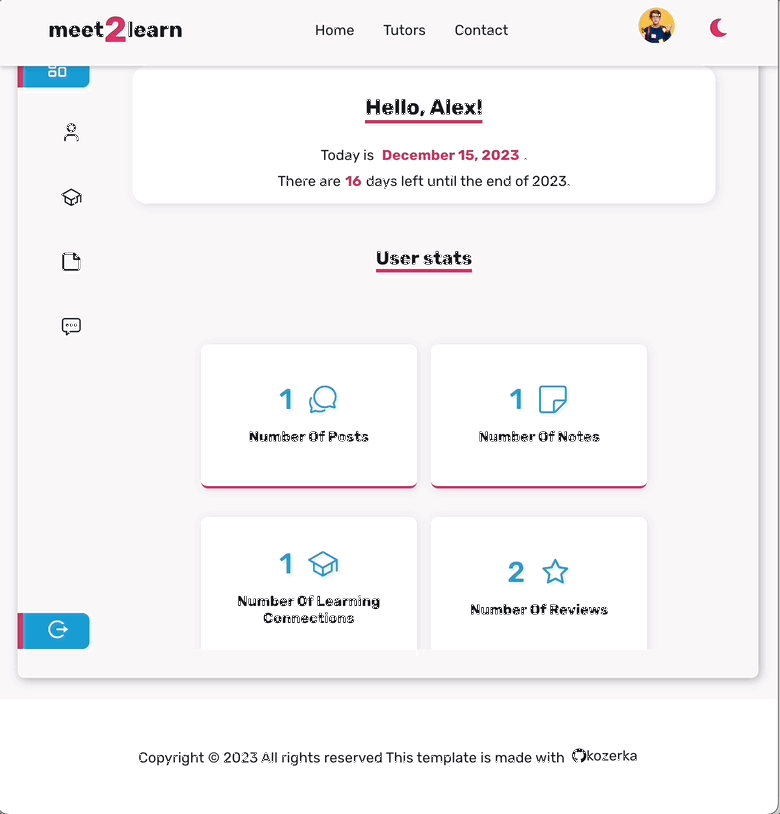 meet2learn
Home Tutors Contact
Hello, Alex!
Today is December 15, 2023 .
There are 16 days left until the end of 2023.
User stats
1
Number Of Posts
1
Number Of Notes
1
Number Of Learning
Connections
2
Number Of Reviews
Copyright © 2023 All rights reserved This template is made with kozerka